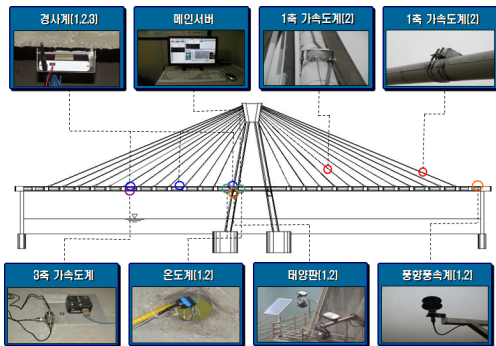 경사계(1,2,3)
메인서버
1축 가속도계(2)
1축 가속도계(2)
3축 가속도계
온도계(1,2)
태양판(1,2)
풍향풍속계(1,2)